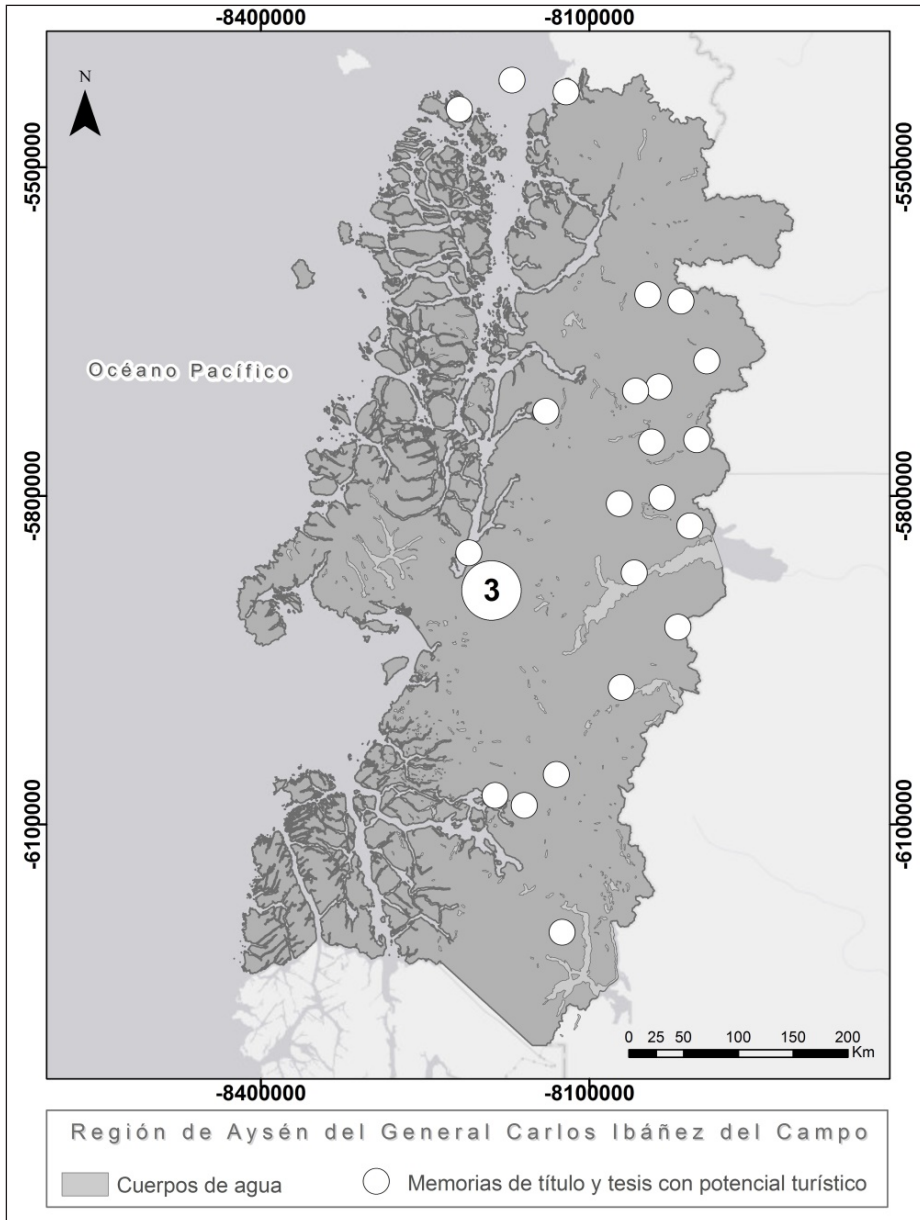 -8400000 -8100000
N
-5500000 -5500000
Océano Pacífico
-5800000 -5800000
3
-6100000 -6100000
0 25 50 100 150 200
Km
-8400000 -8100000
Región de Aysén del General Carlos Ibáñez del Campo
Cuerpos de agua Memorias de título y tesis con potencial turístico